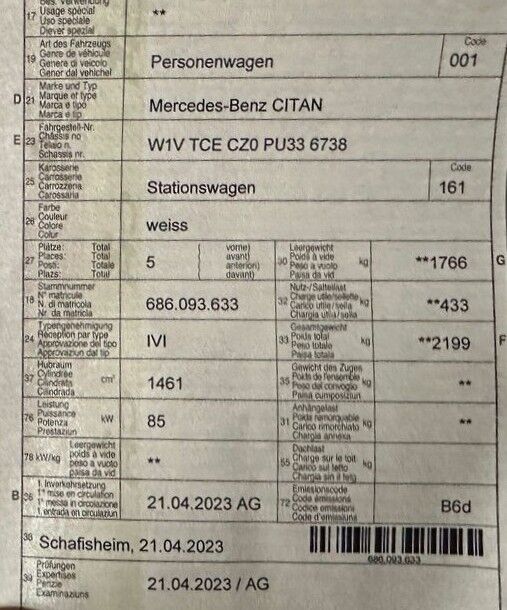 Bes. Verwendung
17 Usage spécial **
Uso speciale
Diever spezial
19 Art des Fahrzeugs Personenwagen Code 001
Genre de véhicule
Genere di veicolo
Gener dal vehichel
D 21 Marke und Typ Mercedes-Benz CITAN
Marque et type
Marca e tipo
Marca e tip
E 23 Fahrgestell-Nr. W1V TCE CZ0 PU33 6738
Châssis no
Telaio n.
Schassis nr.
25 Karosserie Stationswagen Code 161
Carrosserie
Carrozzeria
Carossaria
26 Farbe weiss
Couleur
Colore
Colur
27 Plätze: Total 5 ( vorne) 30 Leergewicht kg **1766 G
Places: Total avant) Poids à vide
Posti: Totale anteriori) Peso a vuoto
Plazs: Total davant) Paisa da vid
18 Stammnummer 686.093.633 32 Nutz-/Sattellast kg **433
N° matricule Charge utile/sellette
N. di matricola Carico utile/sella
Nr. da matricla Chargia utila/sella
24 Typengenehmigung IVI 33 Gesamtgewicht kg **2199 F
Réception par type Poids total
Approvazione del tipo Peso totale
Approvaziun dal tip Paisa totala
37 Hubraum cm³ 1461 35 Gewicht des Zuges kg **
Cylindrée Poids de l'ensemble
Cilindrata Peso del convoglio
Cilindrada Paisa cumposiziun
76 Leistung kW 85 31 Anhängelast kg **
Puissance Poids remorquable
Potenza Carico rimorchiato
Prestaziun Chargia annexa
78 kW/kg Leergewicht ** 55 Dachlast kg
poids à vide Charge sur le toit
peso a vuoto Carico sul tetto
paisa da vid Chargia sin il tetg
B 36 1. Inverkehrsetzung 21.04.2023 AG 72 Emissionscode B6d
1re mise en circulation Code émissions
1a messa in circolazione Codice emissioni
1. entrada en circulaziun Code d'emissiuns
38 Schafisheim, 21.04.2023
686.093.633
39 Prüfungen 21.04.2023 / AG
Expertises
Perizie
Examinaziuns